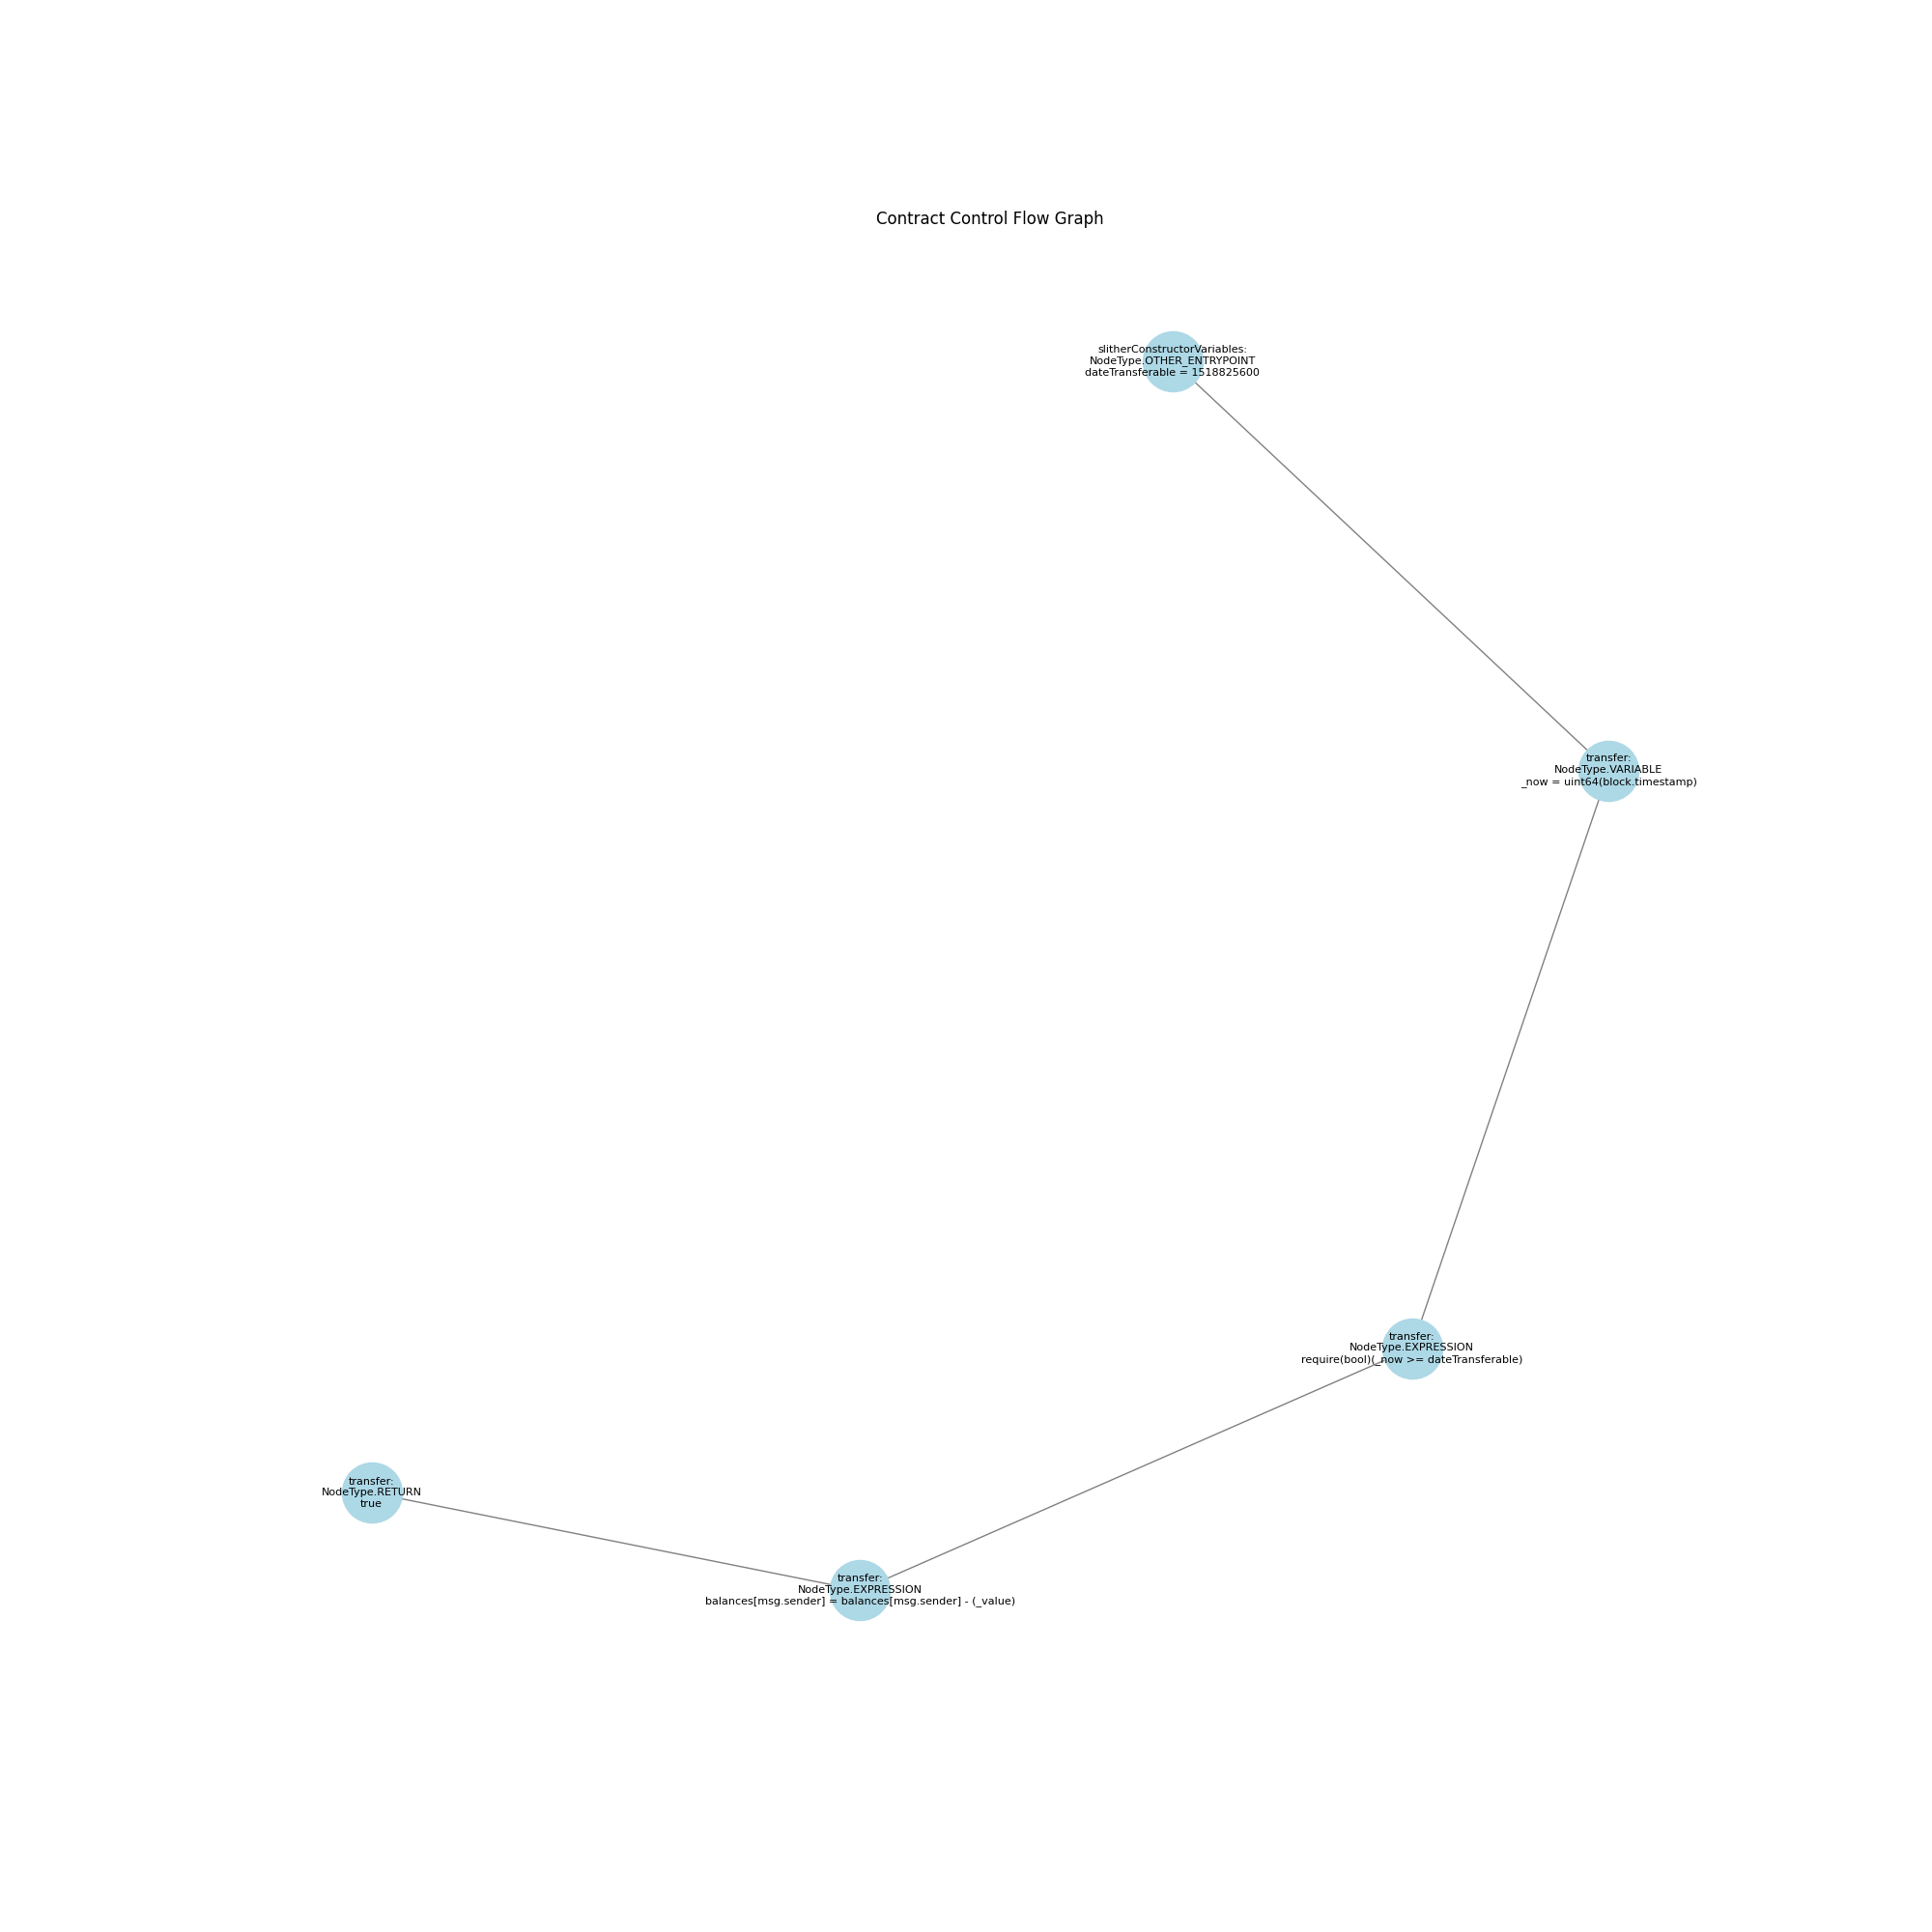 Contract Control Flow Graph
slitherConstructorVariables:
NodeType.OTHER_ENTRYPOINT
dateTransferable = 1518825600
transfer:
NodeType.VARIABLE
_now = uint64(block.timestamp)
transfer:
NodeType.EXPRESSION
require(bool)(_now >= dateTransferable)
transfer:
NodeType.RETURN
true
transfer:
NodeType.EXPRESSION
balances[msg.sender] = balances[msg.sender] - (_value)